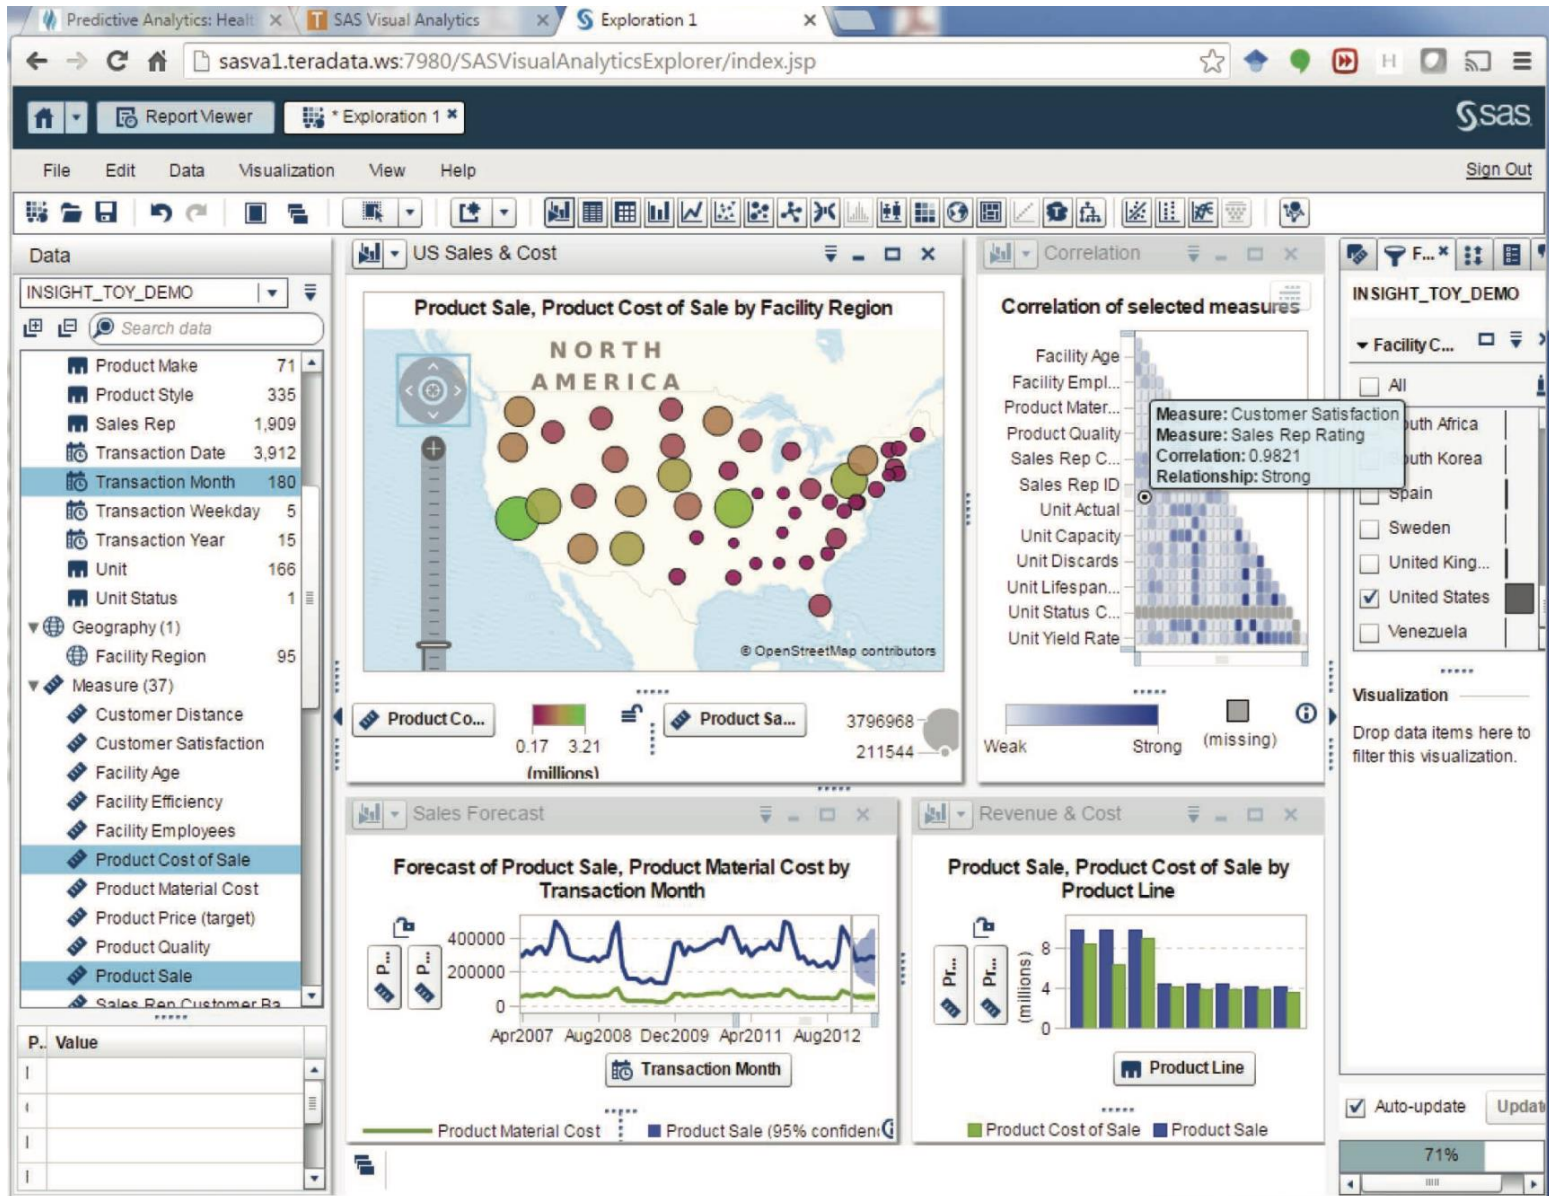 Predictive Analytics: Healt
SAS Visual Analytics
Exploration 1
sasva1.teradata.ws:7980/SASVisualAnalyticsExplorer/index.jsp
Report Viewer
* Exploration 1
sas
File Edit Data Visualization View Help
Sign Out
Data
INSIGHT_TOY_DEMO
Search data
Product Make 71
Product Style 335
Sales Rep 1,909
Transaction Date 3,912
Transaction Month 180
Transaction Weekday 5
Transaction Year 15
Unit 166
Unit Status 1
Geography (1)
Facility Region 95
Measure (37)
Customer Distance
Customer Satisfaction
Facility Age
Facility Efficiency
Facility Employees
Product Cost of Sale
Product Material Cost
Product Price (target)
Product Quality
Product Sale
Sales Rep Customer Ba
P.. Value
US Sales & Cost
Product Sale, Product Cost of Sale by Facility Region
NORTH
AMERICA
© OpenStreetMap contributors
Product Co...
0.17 3.21
(millions)
Product Sa...
3796968
211544
Correlation
Correlation of selected measures
Facility Age
Facility Empl...
Product Mater...
Product Quality
Sales Rep C...
Sales Rep ID
Unit Actual
Unit Capacity
Unit Discards
Unit Lifespan...
Unit Status C...
Unit Yield Rate
Measure: Customer Satisfaction
Measure: Sales Rep Rating
Correlation: 0.9821
Relationship: Strong
Weak Strong
(missing)
Sales Forecast
Forecast of Product Sale, Product Material Cost by
Transaction Month
P...
P...
400000
200000
0
Apr2007 Aug2008 Dec2009 Apr2011 Aug2012
Transaction Month
Product Material Cost
Product Sale (95% confiden
Revenue & Cost
Product Sale, Product Cost of Sale by
Product Line
Pr...
Pr...
(millions)
8
4
0
Product Line
Product Cost of Sale Product Sale
F...
INSIGHT_TOY_DEMO
Facility C...
All
outh Africa
outh Korea
Spain
Sweden
United King...
United States
Venezuela
Visualization
Drop data items here to
filter this visualization.
Auto-update
Updat
71%